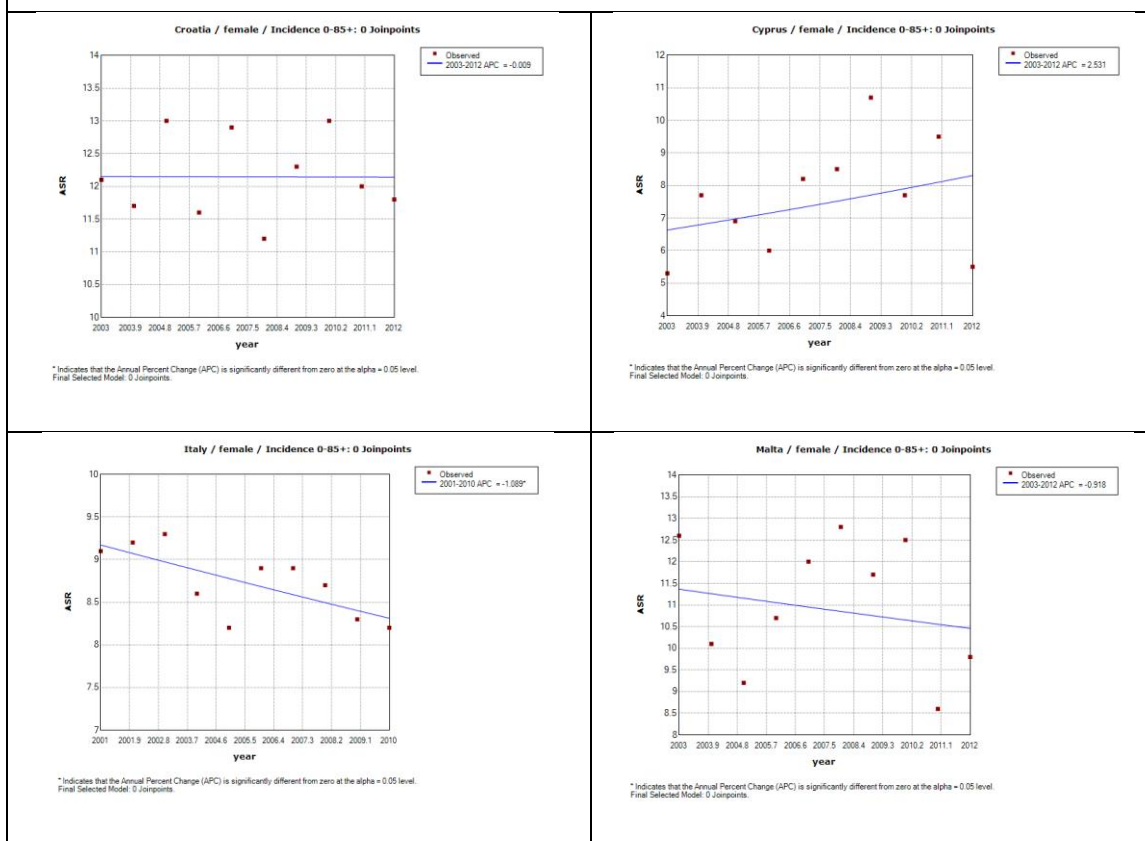 Croatia / female / Incidence 0-85+: 0 Joinpoints
Observed
2003-2012 APC = -0.009
ASR
14
13.5
13
12.5
12
11.5
11
10.5
10
2003 2003.9 2004.8 2005.7 2006.6 2007.5 2008.4 2009.3 2010.2 2011.1 2012
year
* Indicates that the Annual Percent Change (APC) is significantly different from zero at the alpha = 0.05 level.
Final Selected Model: 0 Joinpoints.
Cyprus / female / Incidence 0-85+: 0 Joinpoints
Observed
2003-2012 APC = 2.531
ASR
12
11
10
9
8
7
6
5
4
2003 2003.9 2004.8 2005.7 2006.6 2007.5 2008.4 2009.3 2010.2 2011.1 2012
year
* Indicates that the Annual Percent Change (APC) is significantly different from zero at the alpha = 0.05 level.
Final Selected Model: 0 Joinpoints.
Italy / female / Incidence 0-85+: 0 Joinpoints
Observed
2001-2010 APC = -1.089*
ASR
10
9.5
9
8.5
8
7.5
7
2001 2001.9 2002.8 2003.7 2004.6 2005.5 2006.4 2007.3 2008.2 2009.1 2010
year
* Indicates that the Annual Percent Change (APC) is significantly different from zero at the alpha = 0.05 level.
Final Selected Model: 0 Joinpoints.
Malta / female / Incidence 0-85+: 0 Joinpoints
Observed
2003-2012 APC = -0.918
ASR
14
13.5
13
12.5
12
11.5
11
10.5
10
9.5
9
8.5
8
2003 2003.9 2004.8 2005.7 2006.6 2007.5 2008.4 2009.3 2010.2 2011.1 2012
year
* Indicates that the Annual Percent Change (APC) is significantly different from zero at the alpha = 0.05 level.
Final Selected Model: 0 Joinpoints.